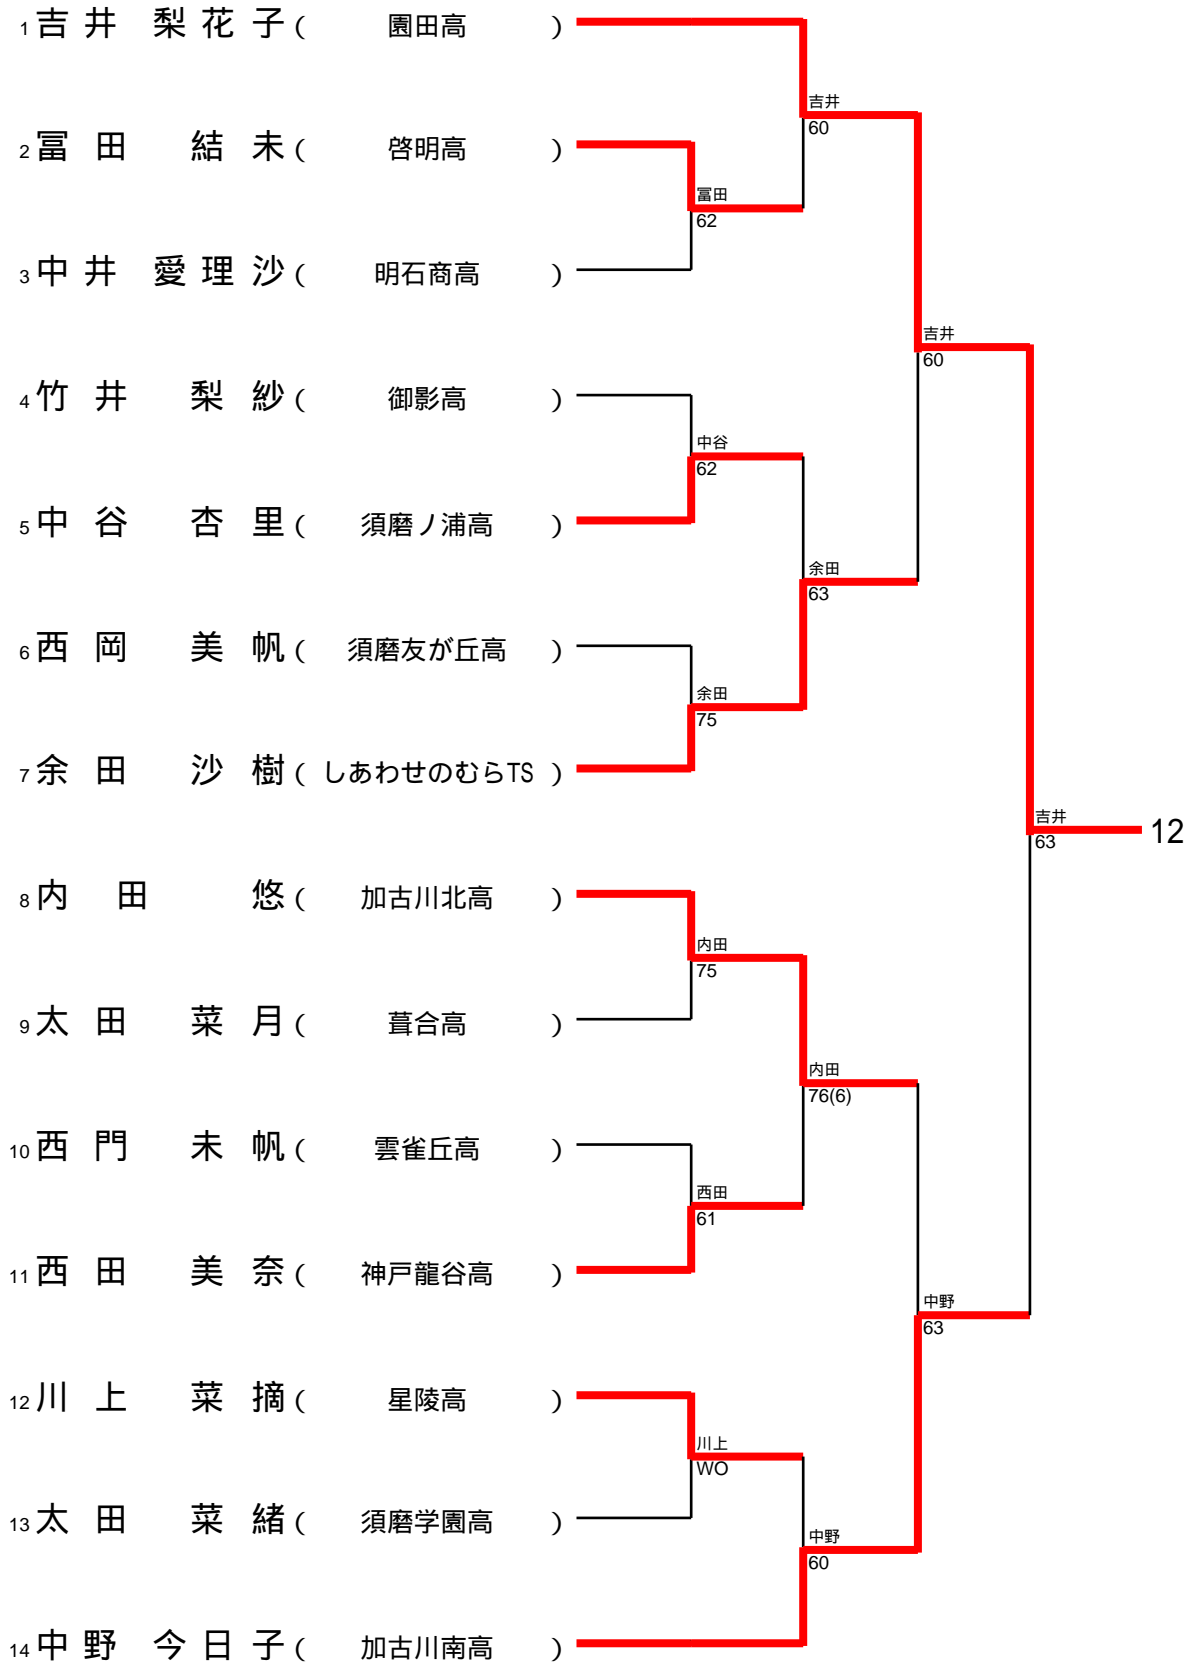 1 吉井 梨花子 ( 園田高 )
吉井
60
2 冨田 結未 ( 啓明高 )
冨田
62
3 中井 愛理沙 ( 明石商高 )
吉井
60
4 竹井 梨紗 ( 御影高 )
中谷
62
5 中谷 杏里 ( 須磨ノ浦高 )
余田
63
6 西岡 美帆 ( 須磨友が丘高 )
余田
75
7 余田 沙樹 ( しあわせのむらTS )
吉井
63
12
8 内田 悠 ( 加古川北高 )
内田
75
9 太田 菜月 ( 葺合高 )
内田
76(6)
10 西門 未帆 ( 雲雀丘高 )
西田
61
11 西田 美奈 ( 神戸龍谷高 )
中野
63
12 川上 菜摘 ( 星陵高 )
川上
WO
13 太田 菜緒 ( 須磨学園高 )
中野
60
14 中野 今日子 ( 加古川南高 )